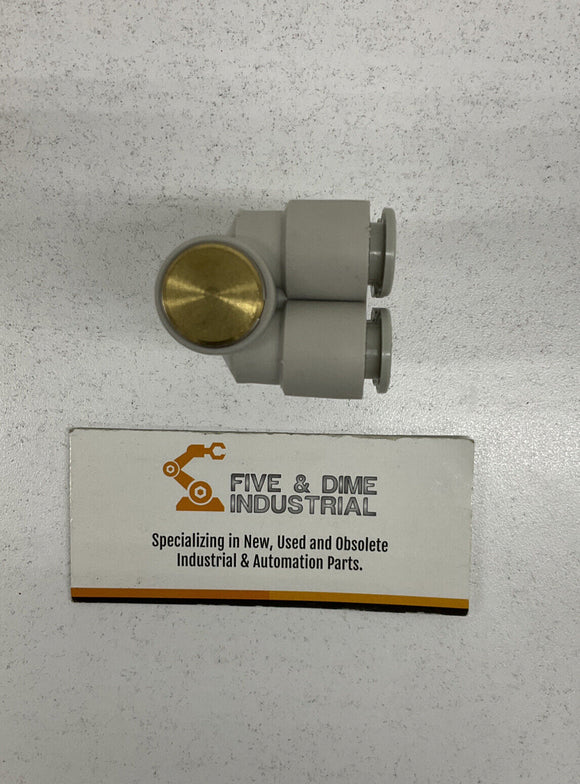 FIVE & DIME
INDUSTRIAL
Specializing in New, Used and Obsolete
Industrial & Automation Parts.